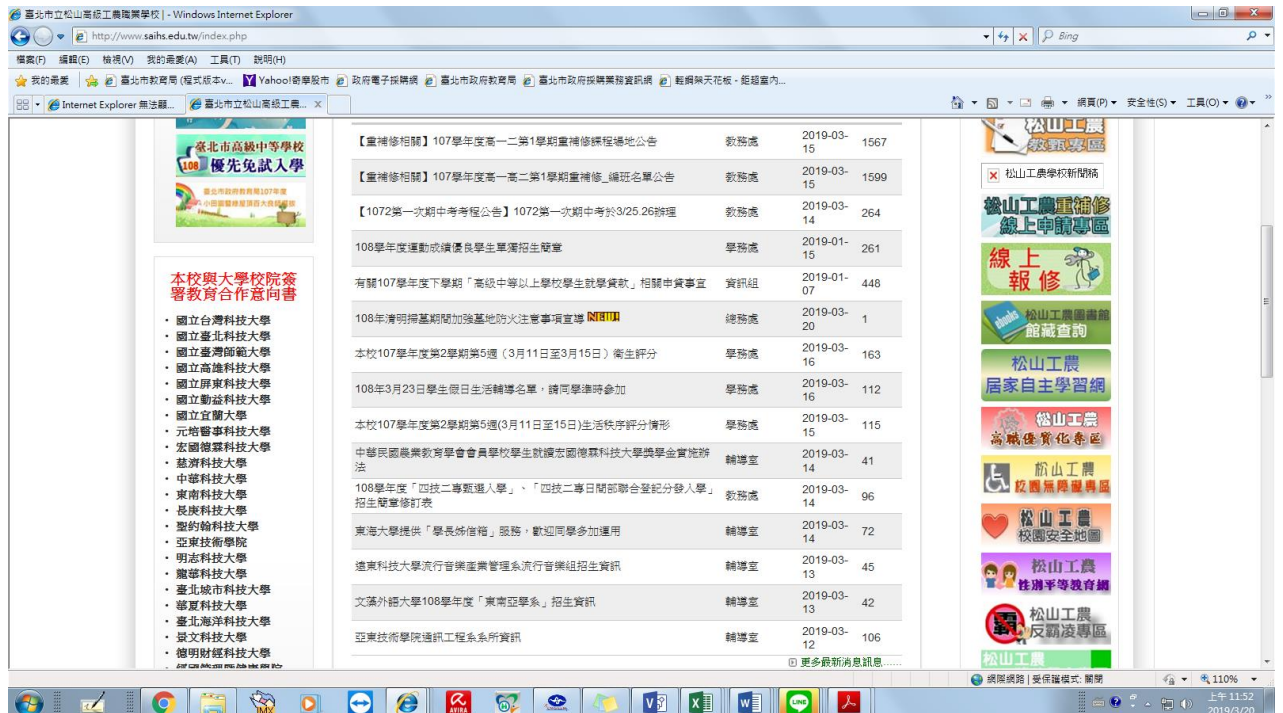 臺北市立松山高級工農職業學校 | - Windows Internet Explorer
http://www.saihs.edu.tw/index.php
Bing
檔案(F) 編輯(E) 檢視(V) 我的最愛(A) 工具(T) 說明(H)
我的最愛 臺北市教育局 (程式版本v... Yahoo!奇摩股市 政府電子採購網 臺北市政府教育局 臺北市政府採購業務資訊網
Internet Explorer 無法顯... 臺北市立松山高級工農... X
網頁(P) 安全性(S) 工具(O)
臺北市高級中等學校
108 優先免試入學
臺北市政府教育局107年度
本校與大學校院簽
署教育合作意向書
・ 國立台灣科技大學
・ 國立臺北科技大學
・ 國立臺灣師範大學
・ 國立高雄科技大學
・ 國立屏東科技大學
・ 國立勤益科技大學
・ 國立宜蘭大學
・ 元培醫事科技大學
・ 宏國德霖科技大學
・ 慈濟科技大學
・ 中華科技大學
・ 東南科技大學
・ 長庚科技大學
・ 聖約翰科技大學
・ 亞東技術學院
・ 明志科技大學
・ 龍華科技大學
・ 臺北城市科技大學
・ 華夏科技大學
・ 臺北海洋科技大學
・ 景文科技大學
・ 德明財經科技大學
・ 經國管理暨健康學院
【重補修相關】107學年度高一二第1學期重補修課程場地公告 教務處 2019-03-
15 1567
【重補修相關】107學年度高一高二第1學期重補修_編班名單公告 教務處 2019-03-
15 1599
【1072第一次期中考考程公告】1072第一次期中考於3/25.26辦理 教務處 2019-03-
14 264
108學年度運動成績優良學生單獨招生簡章 學務處 2019-01-
15 261
有關107學年度下學期「高級中等以上學校學生就學貸款」相關申貸事宜 資訊組 2019-01-
07 448
108年清明掃墓期間加強墓地防火注意事項宣導 NEW 總務處 2019-03-
20 1
本校107學年度第2學期第5週（3月11日至3月15日）衛生評分 學務處 2019-03-
16 163
108年3月23日學生假日生活輔導名單，請同學準時參加 學務處 2019-03-
16 112
本校107學年度第2學期第5週(3月11日至15日)生活秩序評分情形 學務處 2019-03-
15 115
中華民國農業教育學會會員學校學生就讀宏國德霖科技大學獎學金實施辦
法 輔導室 2019-03-
14 41
108學年度「四技二專甄選入學」、「四技二專日間部聯合登記分發入學」
招生簡章修訂表 教務處 2019-03-
14 96
東海大學提供「學長姊信箱」服務，歡迎同學多加運用 輔導室 2019-03-
14 72
遠東科技大學流行音樂產業管理系流行音樂組招生資訊 輔導室 2019-03-
13 45
文藻外語大學108學年度「東南亞學系」招生資訊 輔導室 2019-03-
13 42
亞東技術學院通訊工程系系所資訊 輔導室 2019-03-
12 106
更多最新消息訊息......
松山工農
教甄專區
松山工農學校新聞稿
松山工農重補修
線上申請專區
線上
報修
ebooks 松山工農圖書館
館藏查詢
松山工農
居家自主學習網
松山工農
高職優質化專區
松山工農
校園無障礙專區
松山工農
校園安全地圖
松山工農
性別平等教育網
霸 松山工農
反霸凌專區
松山工農
網際網路 | 受保護模式: 關閉 110%
AVIRA
LINE
上午 11:52
2019/3/20